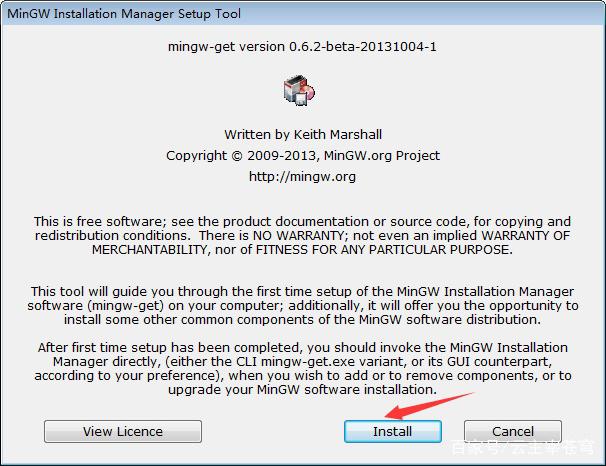 MinGW Installation Manager Setup Tool
mingw-get version 0.6.2-beta-20131004-1
Written by Keith Marshall
Copyright © 2009-2013, MinGW.org Project
http://mingw.org
This is free software; see the product documentation or source code, for copying and
redistribution conditions.  There is NO WARRANTY; not even an implied WARRANTY OF
MERCHANTABILITY, nor of FITNESS FOR ANY PARTICULAR PURPOSE.
This tool will guide you through the first time setup of the MinGW Installation Manager
software (mingw-get) on your computer; additionally, it will offer you the opportunity to
install some other common components of the MinGW software distribution.
After first time setup has been completed, you should invoke the MinGW Installation
Manager directly, (either the CLI mingw-get.exe variant, or its GUI counterpart,
according to your preference), when you wish to add or to remove components, or to
upgrade your MinGW software installation.
View Licence
Install
Cancel
百家号/云主宰苍穹